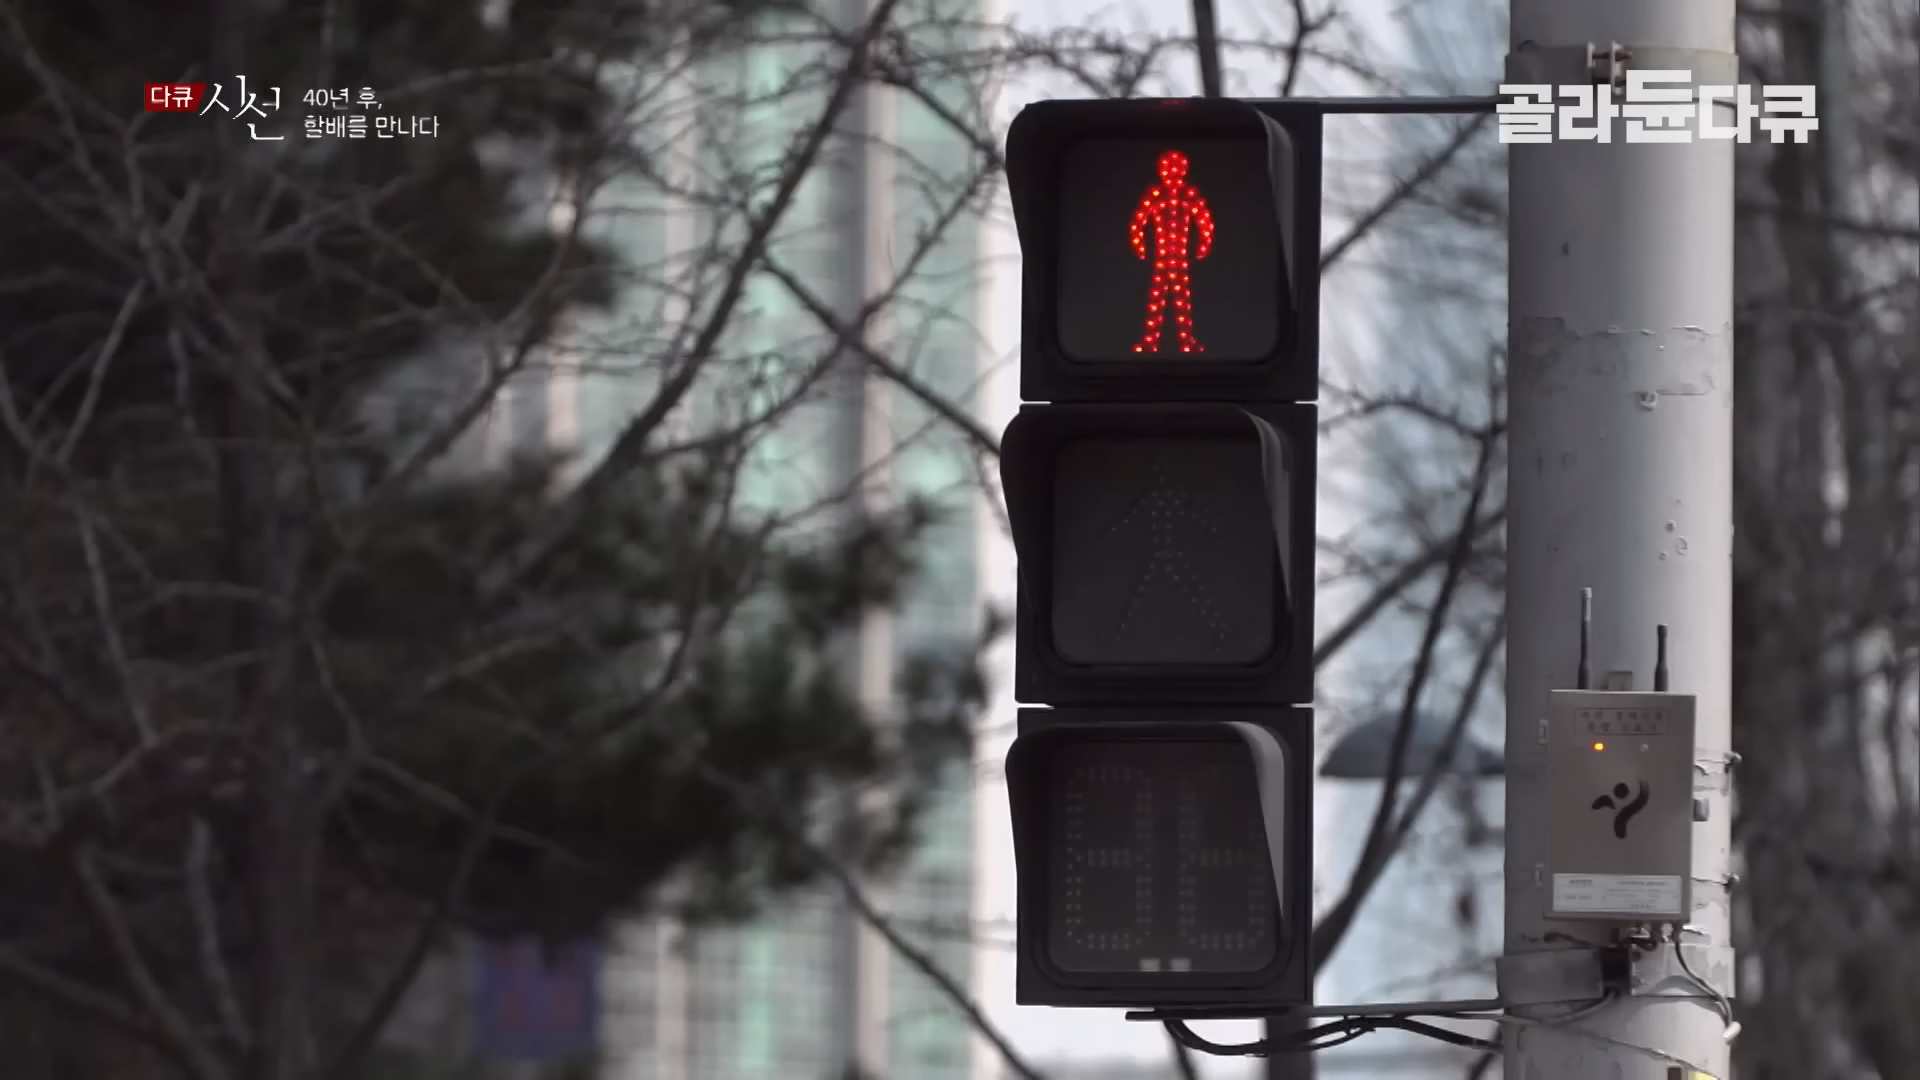 다큐 시선
40년 후,
할배를 만나다
골라듄다큐